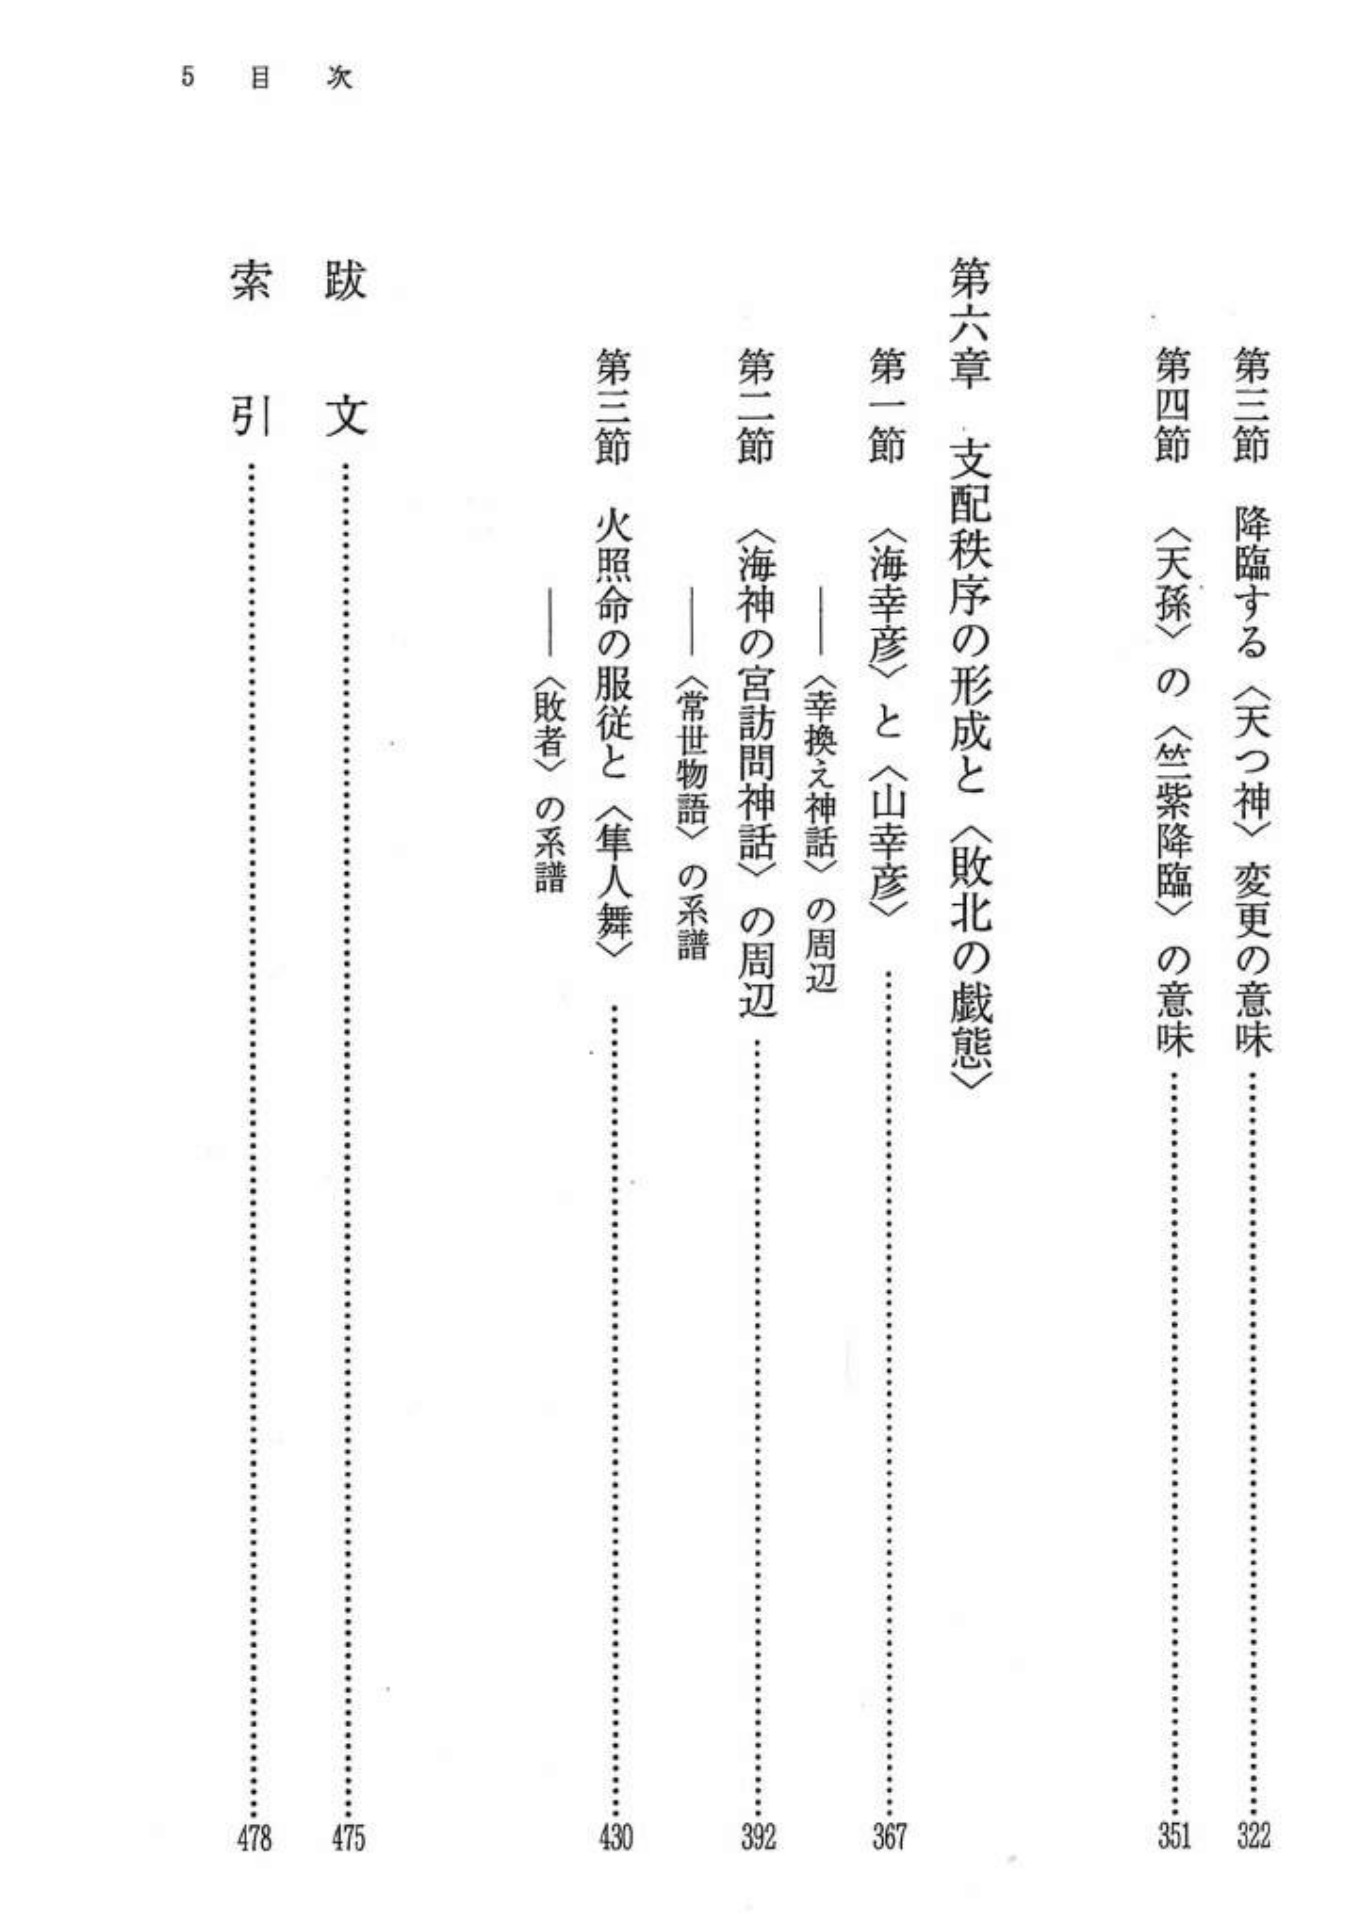 5 目次
第三節 降臨する〈天つ神〉変更の意味……322
第四節 〈天孫〉の〈竺紫降臨〉の意味……351
第六章 支配秩序の形成と〈敗北の戯態〉
第一節 〈海幸彦〉と〈山幸彦〉……367
――〈幸換え神話〉の周辺
第二節 〈海神の宮訪問神話〉の周辺……392
――〈常世物語〉の系譜
第三節 火照命の服従と〈隼人舞〉……430
――〈敗者〉の系譜
跋文……475
索引……478